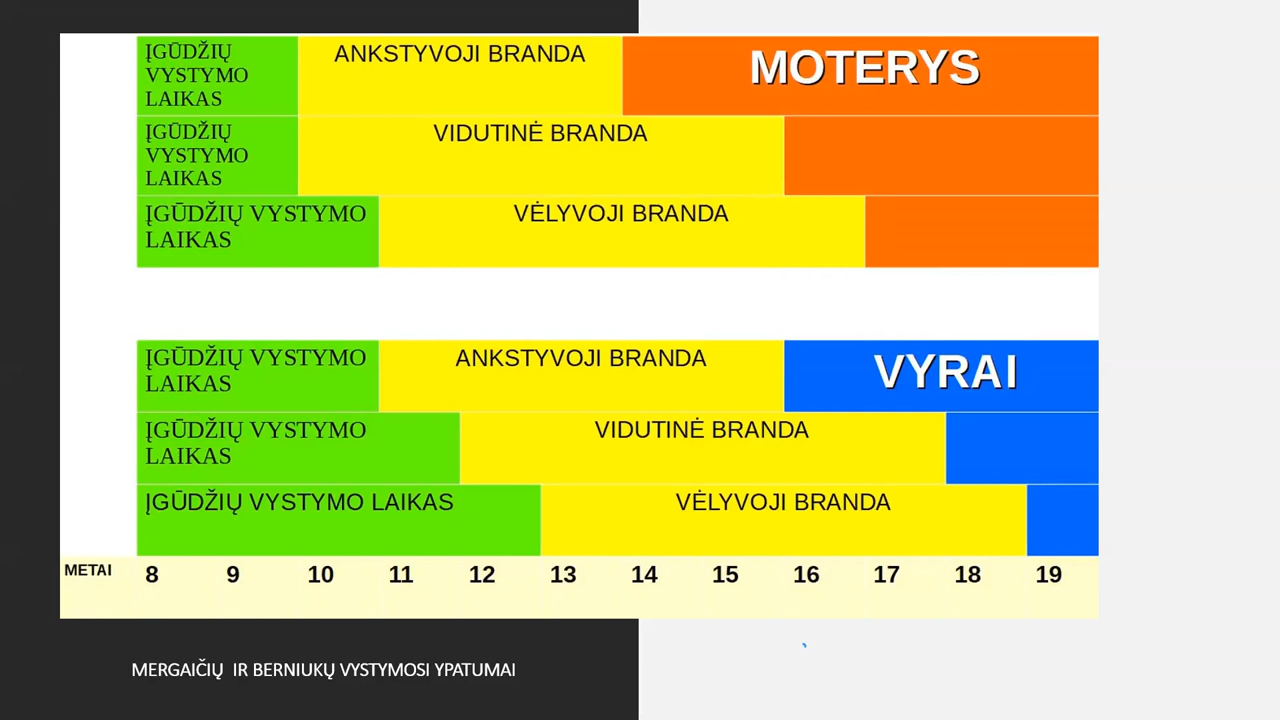 ĮGŪDŽIŲ
VYSTYMO
LAIKAS
ANKSTYVOJI BRANDA
MOTERYS
ĮGŪDŽIŲ
VYSTYMO
LAIKAS
VIDUTINĖ BRANDA
ĮGŪDŽIŲ VYSTYMO
LAIKAS
VĖLYVOJI BRANDA
ĮGŪDŽIŲ VYSTYMO
LAIKAS
ANKSTYVOJI BRANDA
VYRAI
ĮGŪDŽIŲ VYSTYMO
LAIKAS
VIDUTINĖ BRANDA
ĮGŪDŽIŲ VYSTYMO LAIKAS
VĖLYVOJI BRANDA
METAI 8 9 10 11 12 13 14 15 16 17 18 19
MERGAIČIŲ  IR BERNIUKŲ VYSTYMOSI YPATUMAI